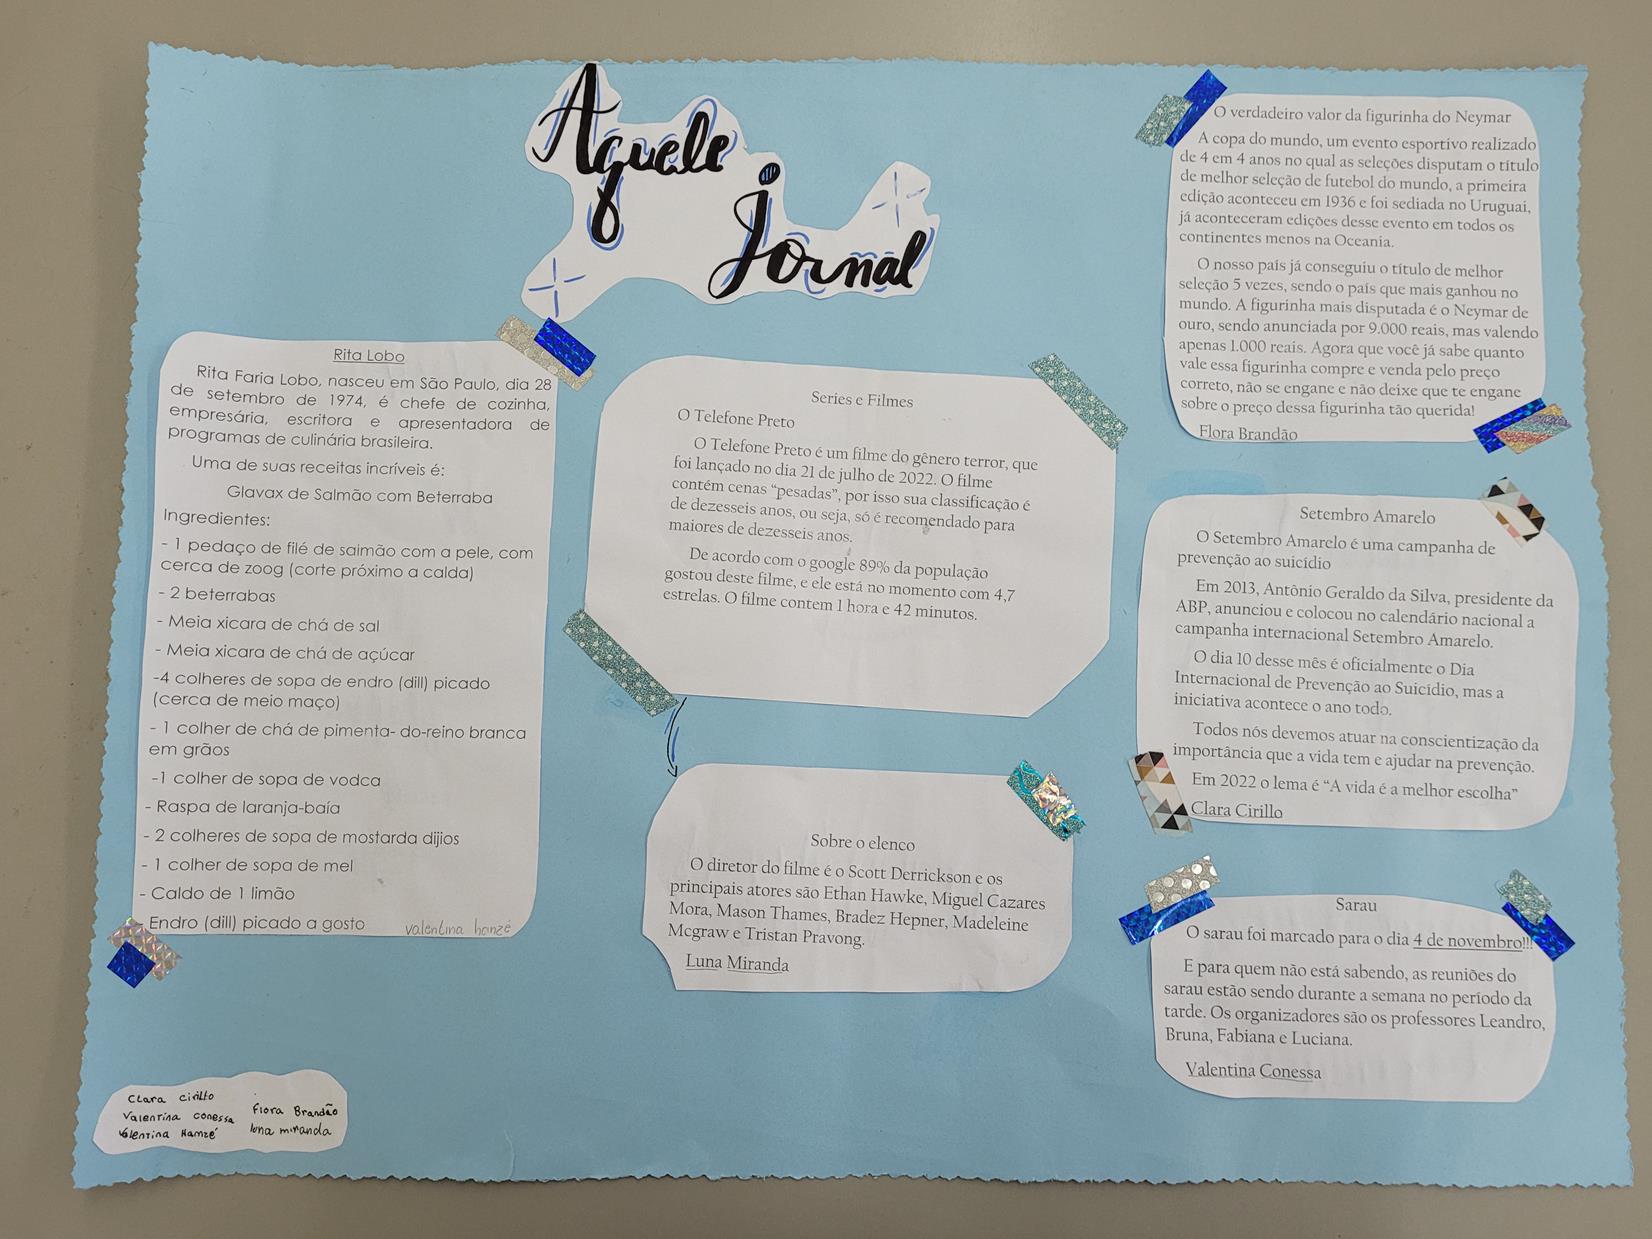 Aquele
Jornal
Rita Lobo
Rita Faria Lobo, nasceu em São Paulo, dia 28
de setembro de 1974, é chefe de cozinha,
empresária, escritora e apresentadora de
programas de culinária brasileira.
Uma de suas receitas incríveis é:
Glavax de Salmão com Beterraba
Ingredientes:
- 1 pedaço de filé de saimão com a pele, com
cerca de zoog (corte próximo a calda)
- 2 beterrabas
- Meia xicara de chá de sal
- Meia xicara de chá de açúcar
-4 colheres de sopa de endro (dill) picado
(cerca de meio maço)
- 1 colher de chá de pimenta- do-reino branca
em grãos
-1 colher de sopa de vodca
- Raspa de laranja-baía
- 2 colheres de sopa de mostarda dijios
- 1 colher de sopa de mel
- Caldo de 1 limão
Endro (dill) picado a gosto
valentina hanzé
Series e Filmes
O Telefone Preto
O Telefone Preto é um filme do gênero terror, que
foi lançado no dia 21 de julho de 2022. O filme
contém cenas “pesadas”, por isso sua classificação é
de dezesseis anos, ou seja, só é recomendado para
maiores de dezesseis anos.
De acordo com o google 89% da população
gostou deste filme, e ele está no momento com 4,7
estrelas. O filme contem 1 hora e 42 minutos.
Sobre o elenco
O diretor do filme é o Scott Derrickson e os
principais atores são Ethan Hawke, Miguel Cazares
Mora, Mason Thames, Bradez Hepner, Madeleine
Mcgraw e Tristan Pravong.
Luna Miranda
O verdadeiro valor da figurinha do Neymar
A copa do mundo, um evento esportivo realizado
de 4 em 4 anos no qual as seleções disputam o título
de melhor seleção de futebol do mundo, a primeira
edição aconteceu em 1936 e foi sediada no Uruguai,
já aconteceram edições desse evento em todos os
continentes menos na Oceania.
O nosso país já conseguiu o título de melhor
seleção 5 vezes, sendo o país que mais ganhou no
mundo. A figurinha mais disputada é o Neymar de
ouro, sendo anunciada por 9.000 reais, mas valendo
apenas 1.000 reais. Agora que você já sabe quanto
vale essa figurinha compre e venda pelo preço
correto, não se engane e não deixe que te engane
sobre o preço dessa figurinha tão querida!
Flora Brandão
Setembro Amarelo
O Setembro Amarelo é uma campanha de
prevenção ao suicídio
Em 2013, Antônio Geraldo da Silva, presidente da
ABP, anunciou e colocou no calendário nacional a
campanha internacional Setembro Amarelo.
O dia 10 desse mês é oficialmente o Dia
Internacional de Prevenção ao Suicídio, mas a
iniciativa acontece o ano todo.
Todos nós devemos atuar na conscientização da
importância que a vida tem e ajudar na prevenção.
Em 2022 o lema é “A vida é a melhor escolha”
Clara Cirillo
Sarau
O sarau foi marcado para o dia 4 de novembro!!!
E para quem não está sabendo, as reuniões do
sarau estão sendo durante a semana no período da
tarde. Os organizadores são os professores Leandro,
Bruna, Fabiana e Luciana.
Valentina Conessa
Clara Cirillo
Valentina Conessa
Valentina Hamzé
Flora Brandão
luna miranda